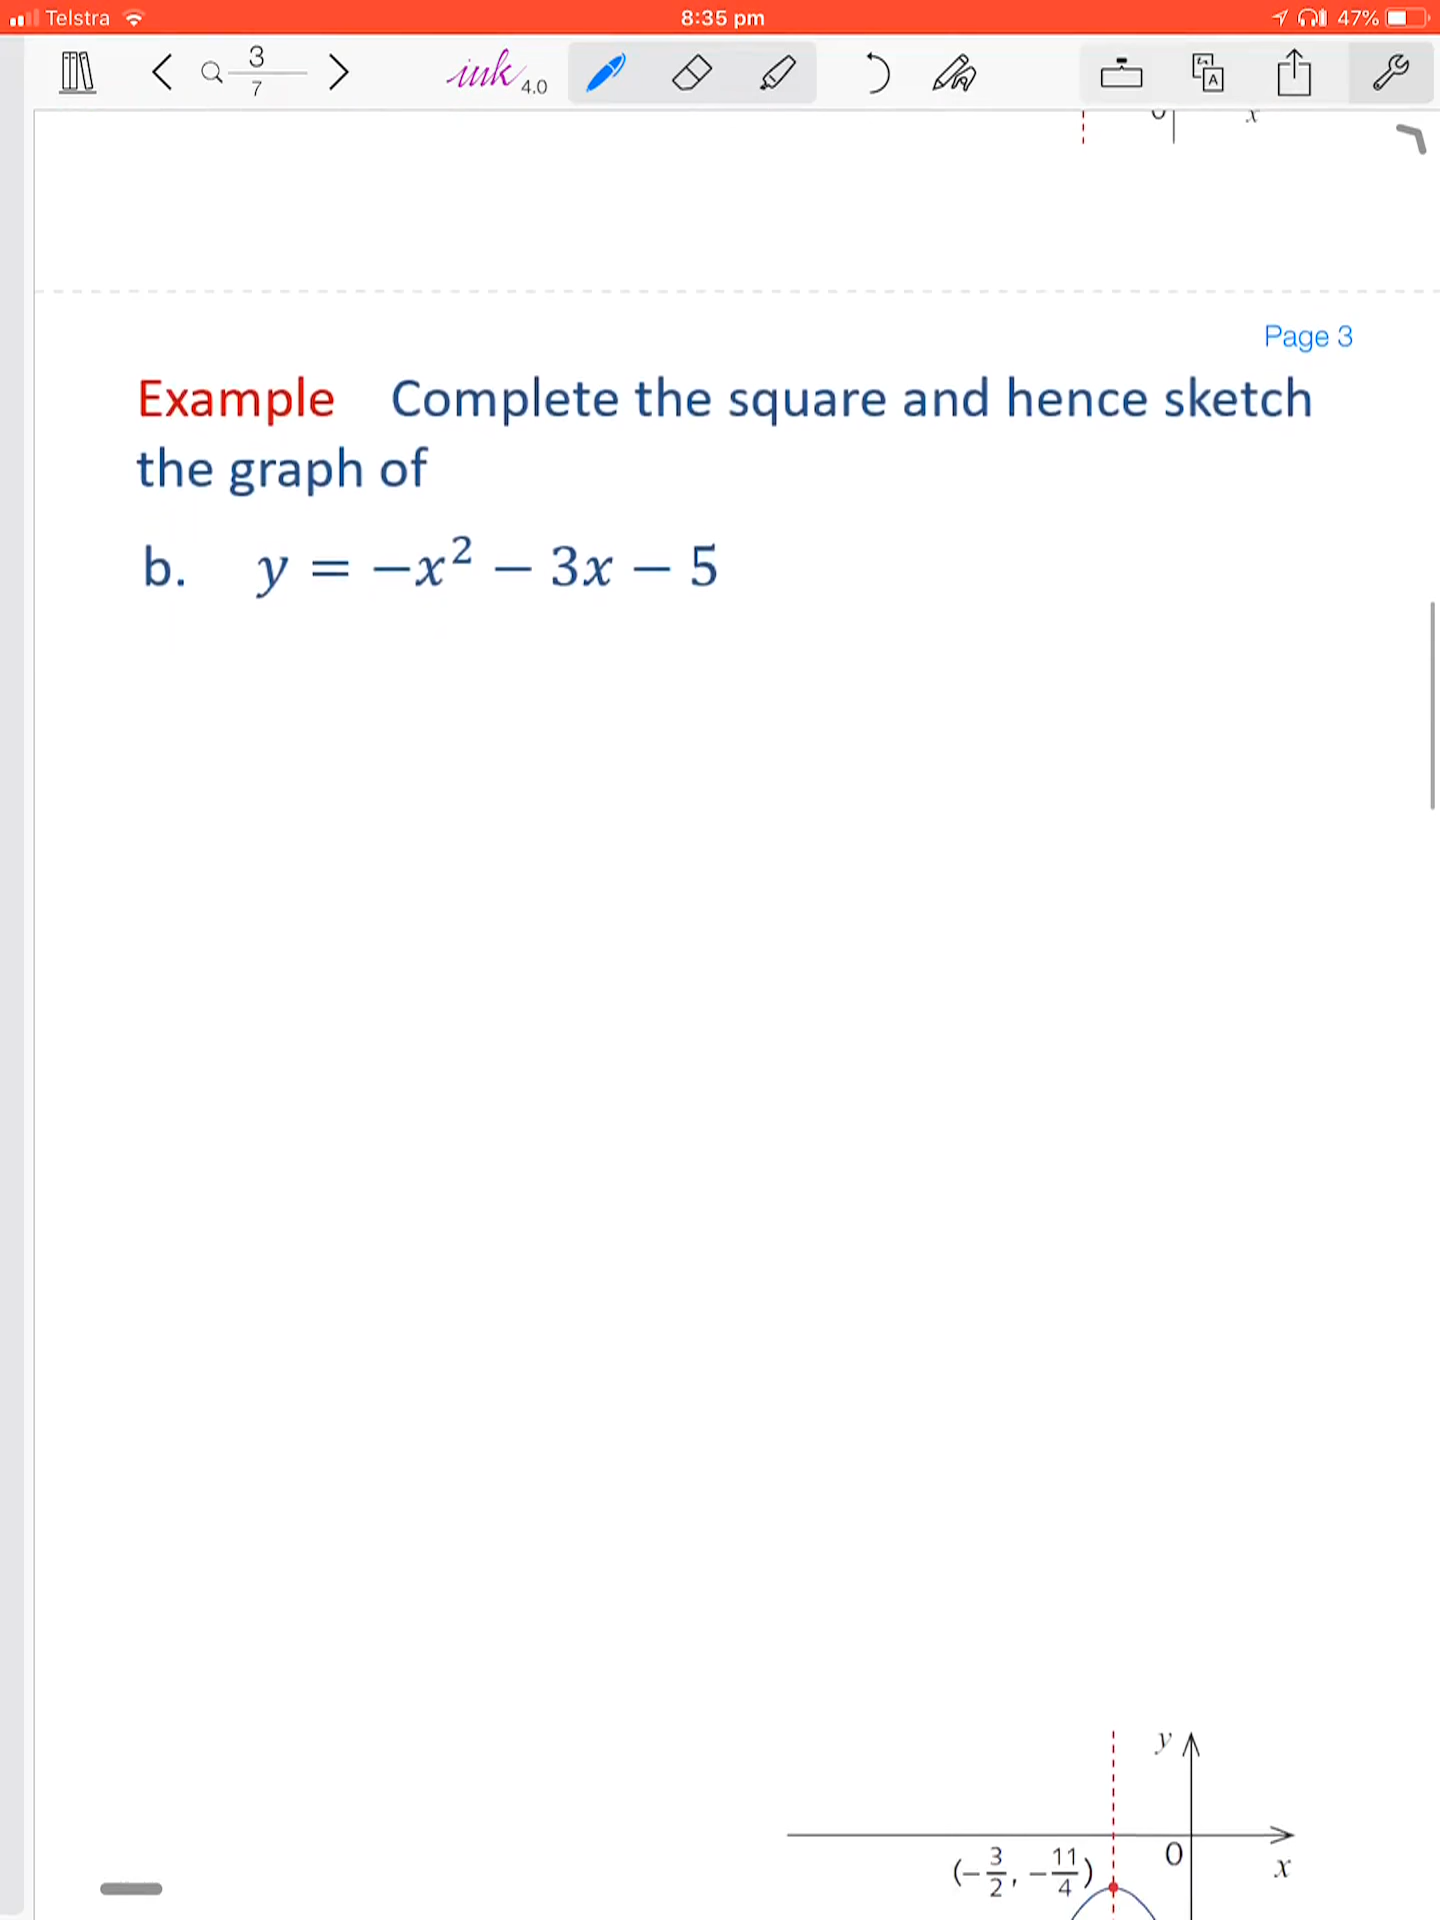 Telstra 8:35 pm 47%
3
7
ink 4.0
A
0 x
Page 3
Example Complete the square and hence sketch
the graph of
b. y = −x² − 3x − 5
y
0
x
(−3/2, −11/4)